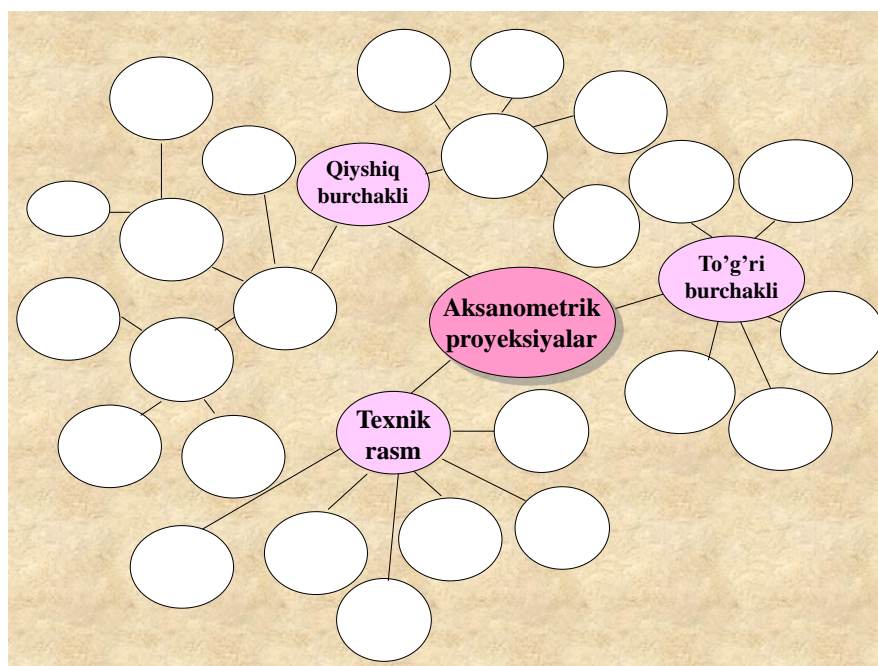 Qiyshiq
burchakli
To’g’ri
burchakli
Aksanometrik
proyeksiyalar
Texnik
rasm